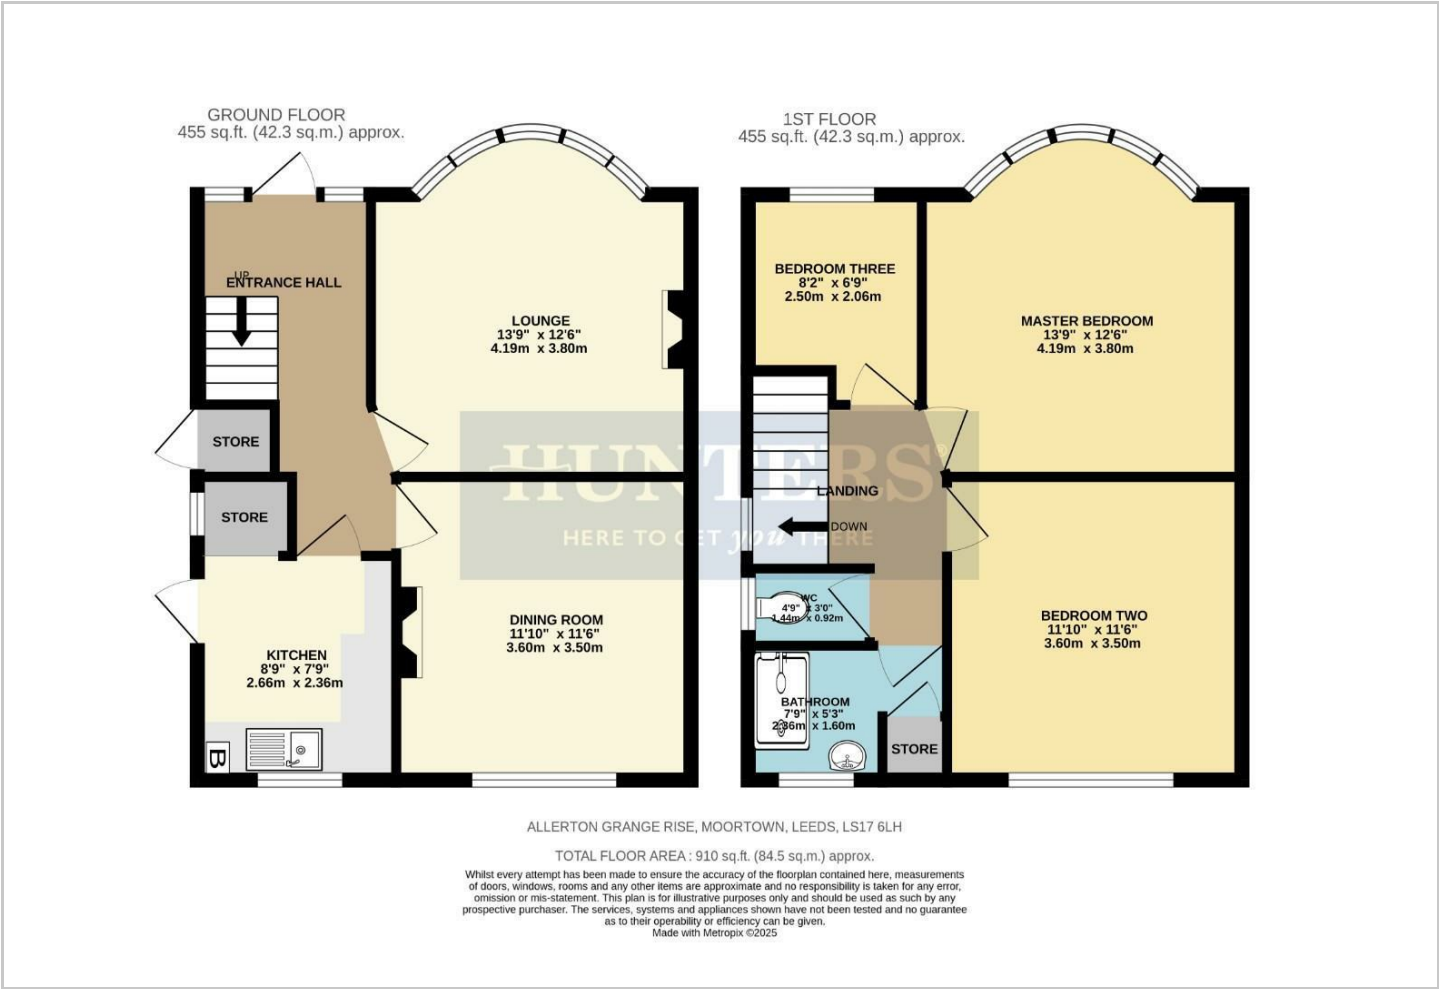 GROUND FLOOR
455 sq.ft. (42.3 sq.m.) approx.
UP
ENTRANCE HALL
LOUNGE
13'9" x 12'6"
4.19m x 3.80m
STORE
STORE
KITCHEN
8'9" x 7'9"
2.66m x 2.36m
B
DINING ROOM
11'10" x 11'6"
3.60m x 3.50m
1ST FLOOR
455 sq.ft. (42.3 sq.m.) approx.
BEDROOM THREE
8'2" x 6'9"
2.50m x 2.06m
MASTER BEDROOM
13'9" x 12'6"
4.19m x 3.80m
LANDING
DOWN
WC
4'9" x 3'0"
1.44m x 0.92m
BATHROOM
7'9" x 5'3"
2.36m x 1.60m
STORE
BEDROOM TWO
11'10" x 11'6"
3.60m x 3.50m
HUNTERS
HERE TO GET you THERE
ALLERTON GRANGE RISE, MOORTOWN, LEEDS, LS17 6LH
TOTAL FLOOR AREA : 910 sq.ft. (84.5 sq.m.) approx.
Whilst every attempt has been made to ensure the accuracy of the floorplan contained here, measurements
of doors, windows, rooms and any other items are approximate and no responsibility is taken for any error,
omission or mis-statement. This plan is for illustrative purposes only and should be used as such by any
prospective purchaser. The services, systems and appliances shown have not been tested and no guarantee
as to their operability or efficiency can be given.
Made with Metropix ©2025